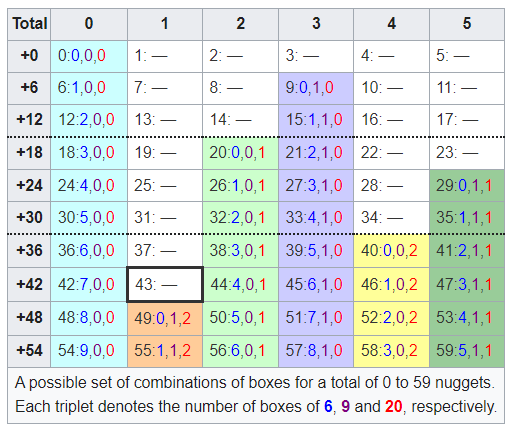 Total 0 1 2 3 4 5
+0 0:0,0,0 1: — 2: — 3: — 4: — 5: —
+6 6:1,0,0 7: — 8: — 9:0,1,0 10: — 11: —
+12 12:2,0,0 13: — 14: — 15:1,1,0 16: — 17: —
+18 18:3,0,0 19: — 20:0,0,1 21:2,1,0 22: — 23: —
+24 24:4,0,0 25: — 26:1,0,1 27:3,1,0 28: — 29:0,1,1
+30 30:5,0,0 31: — 32:2,0,1 33:4,1,0 34: — 35:1,1,1
+36 36:6,0,0 37: — 38:3,0,1 39:5,1,0 40:0,0,2 41:2,1,1
+42 42:7,0,0 43: — 44:4,0,1 45:6,1,0 46:1,0,2 47:3,1,1
+48 48:8,0,0 49:0,1,2 50:5,0,1 51:7,1,0 52:2,0,2 53:4,1,1
+54 54:9,0,0 55:1,1,2 56:6,0,1 57:8,1,0 58:3,0,2 59:5,1,1
A possible set of combinations of boxes for a total of 0 to 59 nuggets.
Each triplet denotes the number of boxes of 6, 9 and 20, respectively.